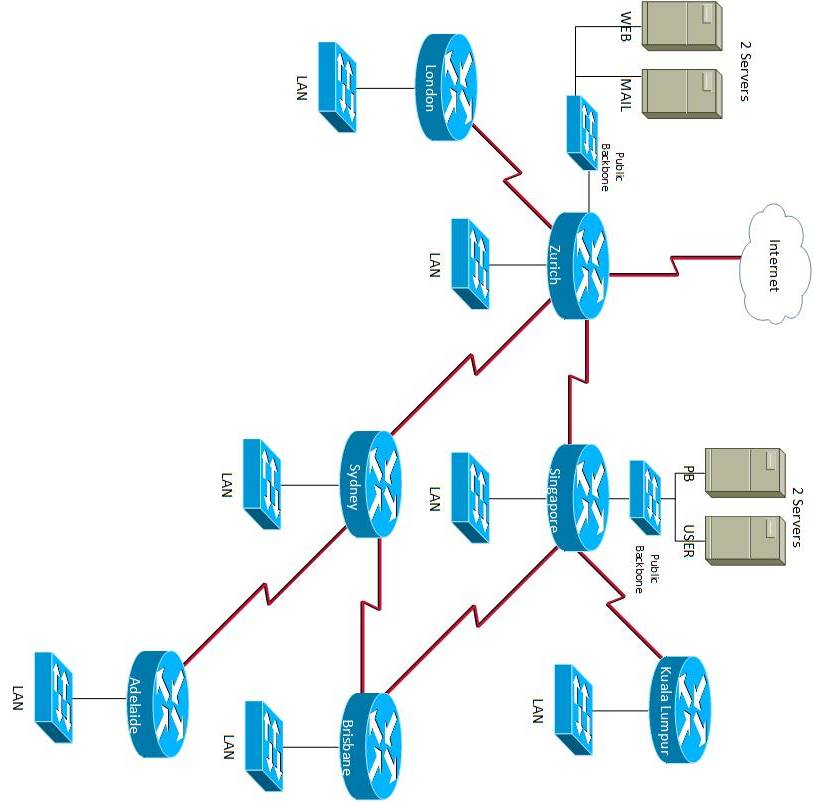 2 Servers
WEB
MAIL
Public
Backbone
London
LAN
Internet
Zurich
LAN
2 Servers
PB
USER
Public
Backbone
Singapore
LAN
Sydney
LAN
Kuala Lumpur
LAN
Brisbane
LAN
Adelaide
LAN